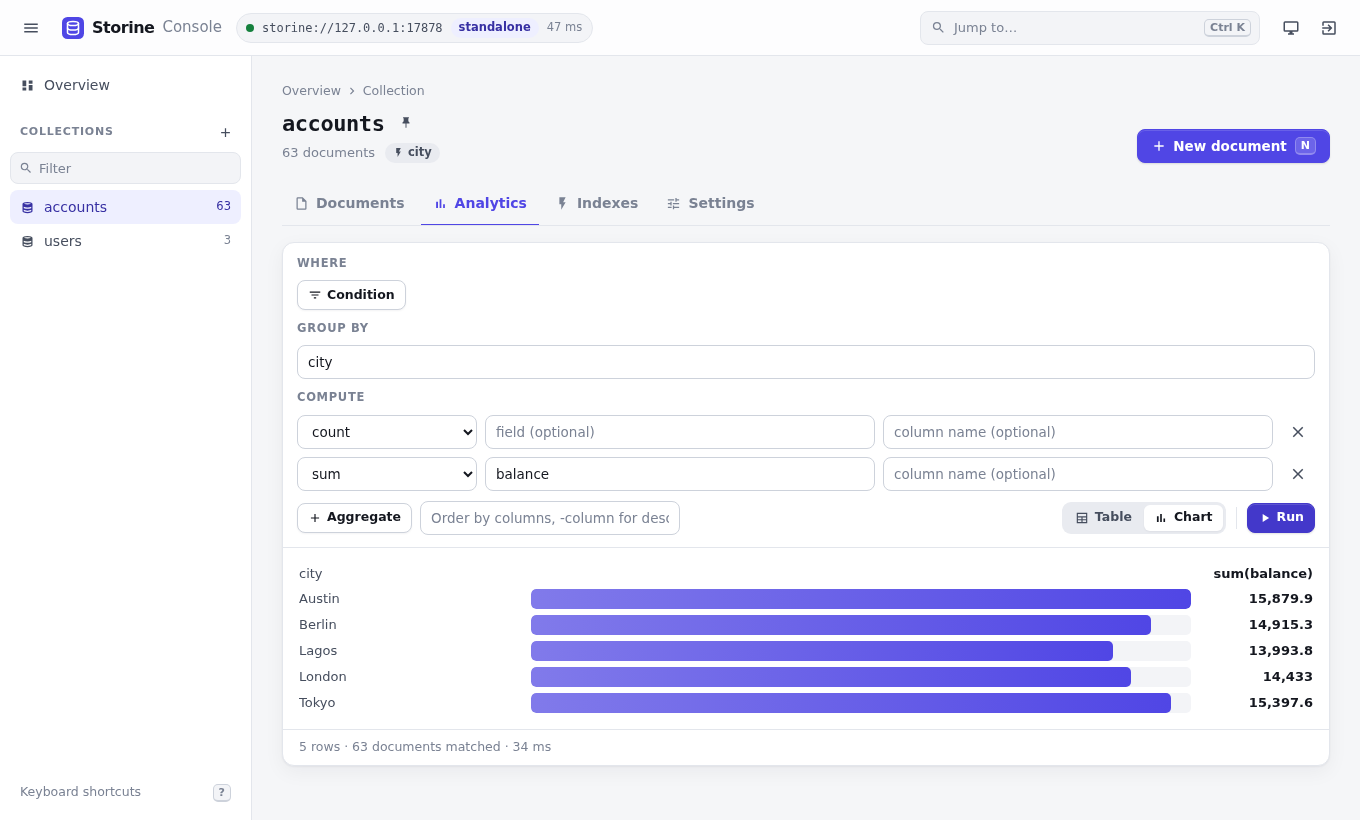 Storine Console
storine://127.0.0.1:17878 standalone 47 ms
Jump to… Ctrl K
Overview
COLLECTIONS +
Filter
accounts 63
users 3
Keyboard shortcuts ?
Overview › Collection
accounts
63 documents city
+ New document N
Documents Analytics Indexes Settings
WHERE
Condition
GROUP BY
city
COMPUTE
count field (optional) column name (optional)
sum balance column name (optional)
+ Aggregate Order by columns, -column for desc Table Chart Run
city sum(balance)
Austin 15,879.9
Berlin 14,915.3
Lagos 13,993.8
London 14,433
Tokyo 15,397.6
5 rows · 63 documents matched · 34 ms